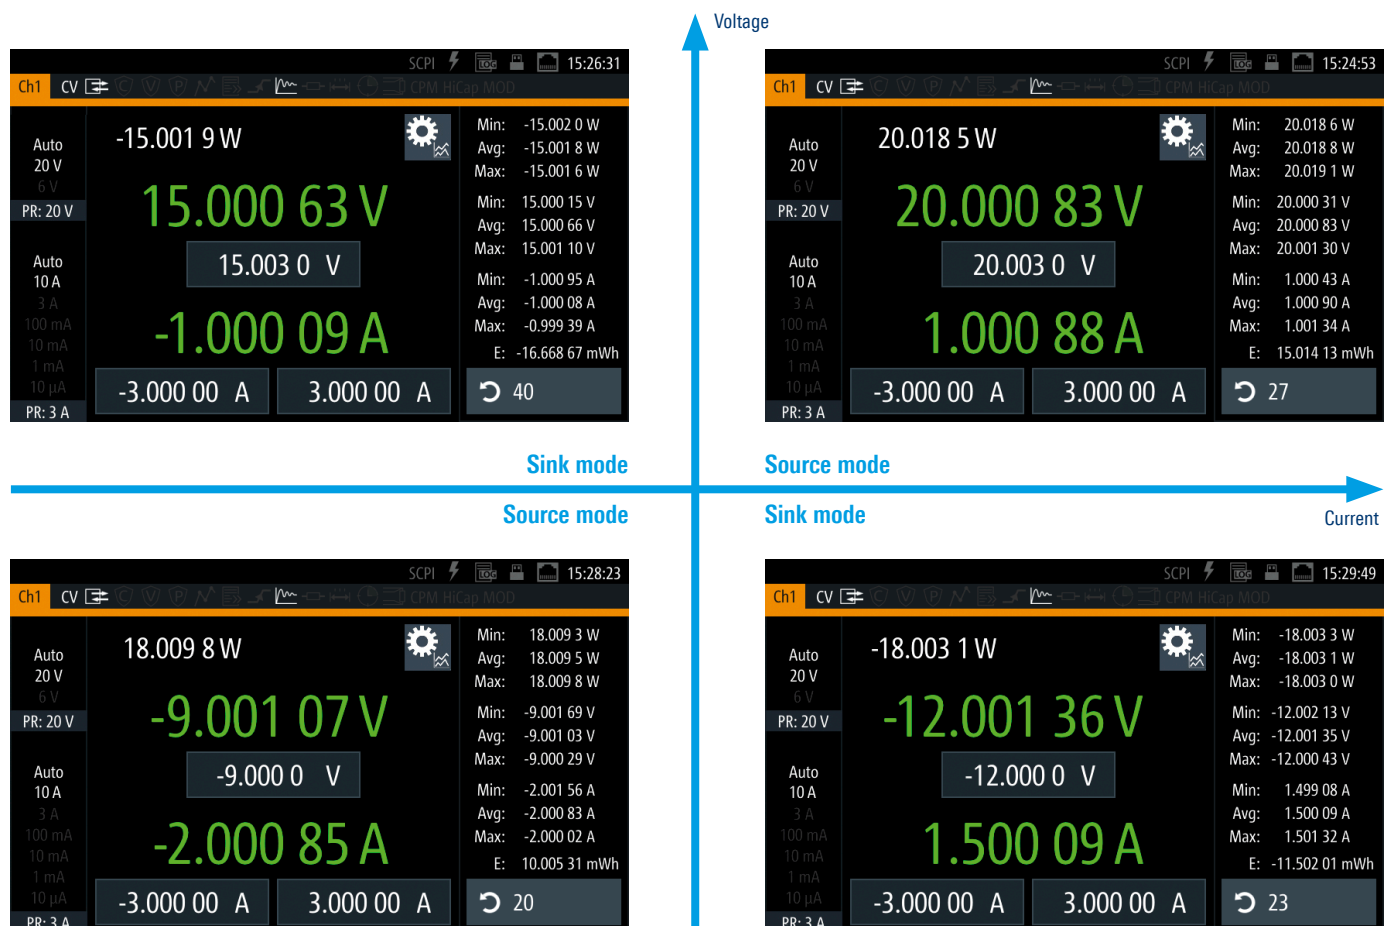 Voltage
SCPI LOG 15:26:31
Ch1 CV C V P CPM HiCap MOD
-15.001 9 W
Auto
20 V
6 V
PR: 20 V
15.000 63 V
15.003 0 V
Auto
10 A
3 A
100 mA
10 mA
1 mA
10 µA
PR: 3 A
-1.000 09 A
-3.000 00 A 3.000 00 A
Min: -15.002 0 W
Avg: -15.001 8 W
Max: -15.001 6 W
Min: 15.000 15 V
Avg: 15.000 66 V
Max: 15.001 10 V
Min: -1.000 95 A
Avg: -1.000 08 A
Max: -0.999 39 A
E: -16.668 67 mWh
40
SCPI LOG 15:24:53
Ch1 CV C V P CPM HiCap MOD
20.018 5 W
Auto
20 V
6 V
PR: 20 V
20.000 83 V
20.003 0 V
Auto
10 A
3 A
100 mA
10 mA
1 mA
10 µA
PR: 3 A
1.000 88 A
-3.000 00 A 3.000 00 A
Min: 20.018 6 W
Avg: 20.018 8 W
Max: 20.019 1 W
Min: 20.000 31 V
Avg: 20.000 83 V
Max: 20.001 30 V
Min: 1.000 43 A
Avg: 1.000 90 A
Max: 1.001 34 A
E: 15.014 13 mWh
27
Sink mode
Source mode
Source mode
Sink mode
Current
SCPI LOG 15:28:23
Ch1 CV C V P CPM HiCap MOD
18.009 8 W
Auto
20 V
6 V
PR: 20 V
-9.001 07 V
-9.000 0 V
Auto
10 A
3 A
100 mA
10 mA
1 mA
10 µA
PR: 3 A
-2.000 85 A
-3.000 00 A 3.000 00 A
Min: 18.009 3 W
Avg: 18.009 5 W
Max: 18.009 8 W
Min: -9.001 69 V
Avg: -9.001 03 V
Max: -9.000 29 V
Min: -2.001 56 A
Avg: -2.000 83 A
Max: -2.000 02 A
E: 10.005 31 mWh
20
SCPI LOG 15:29:49
Ch1 CV C V P CPM HiCap MOD
-18.003 1 W
Auto
20 V
6 V
PR: 20 V
-12.001 36 V
-12.000 0 V
Auto
10 A
3 A
100 mA
10 mA
1 mA
10 µA
PR: 3 A
1.500 09 A
-3.000 00 A 3.000 00 A
Min: -18.003 3 W
Avg: -18.003 1 W
Max: -18.003 0 W
Min: -12.002 13 V
Avg: -12.001 35 V
Max: -12.000 43 V
Min: 1.499 08 A
Avg: 1.500 09 A
Max: 1.501 32 A
E: -11.502 01 mWh
23